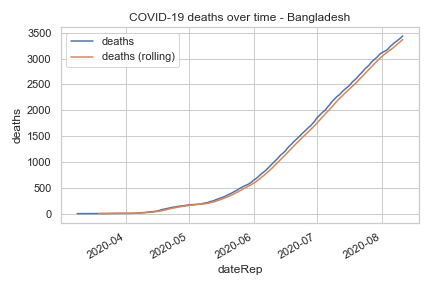 COVID-19 deaths over time - Bangladesh
deaths
deaths (rolling)
3500
3000
2500
2000
1500
1000
500
0
deaths
2020-04
2020-05
2020-06
2020-07
2020-08
dateRep